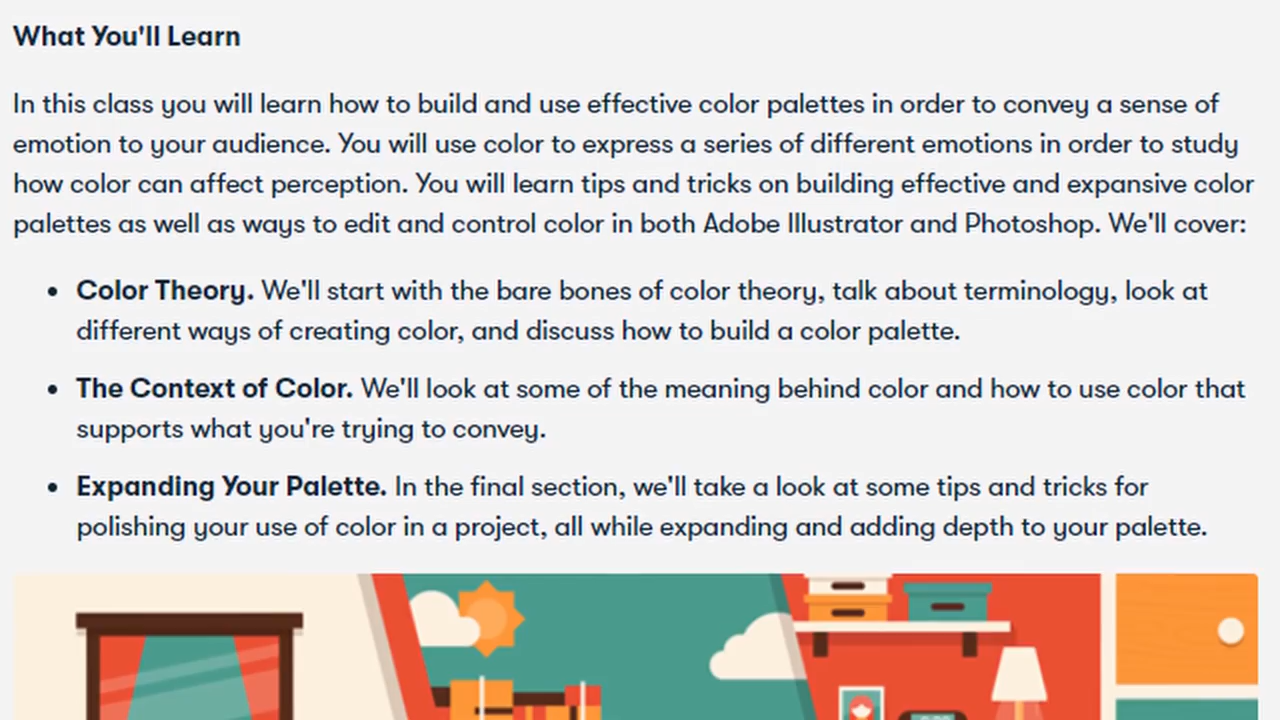 What You'll Learn
In this class you will learn how to build and use effective color palettes in order to convey a sense of
emotion to your audience. You will use color to express a series of different emotions in order to study
how color can affect perception. You will learn tips and tricks on building effective and expansive color
palettes as well as ways to edit and control color in both Adobe Illustrator and Photoshop. We'll cover:
• Color Theory. We'll start with the bare bones of color theory, talk about terminology, look at
different ways of creating color, and discuss how to build a color palette.
• The Context of Color. We'll look at some of the meaning behind color and how to use color that
supports what you're trying to convey.
• Expanding Your Palette. In the final section, we'll take a look at some tips and tricks for
polishing your use of color in a project, all while expanding and adding depth to your palette.